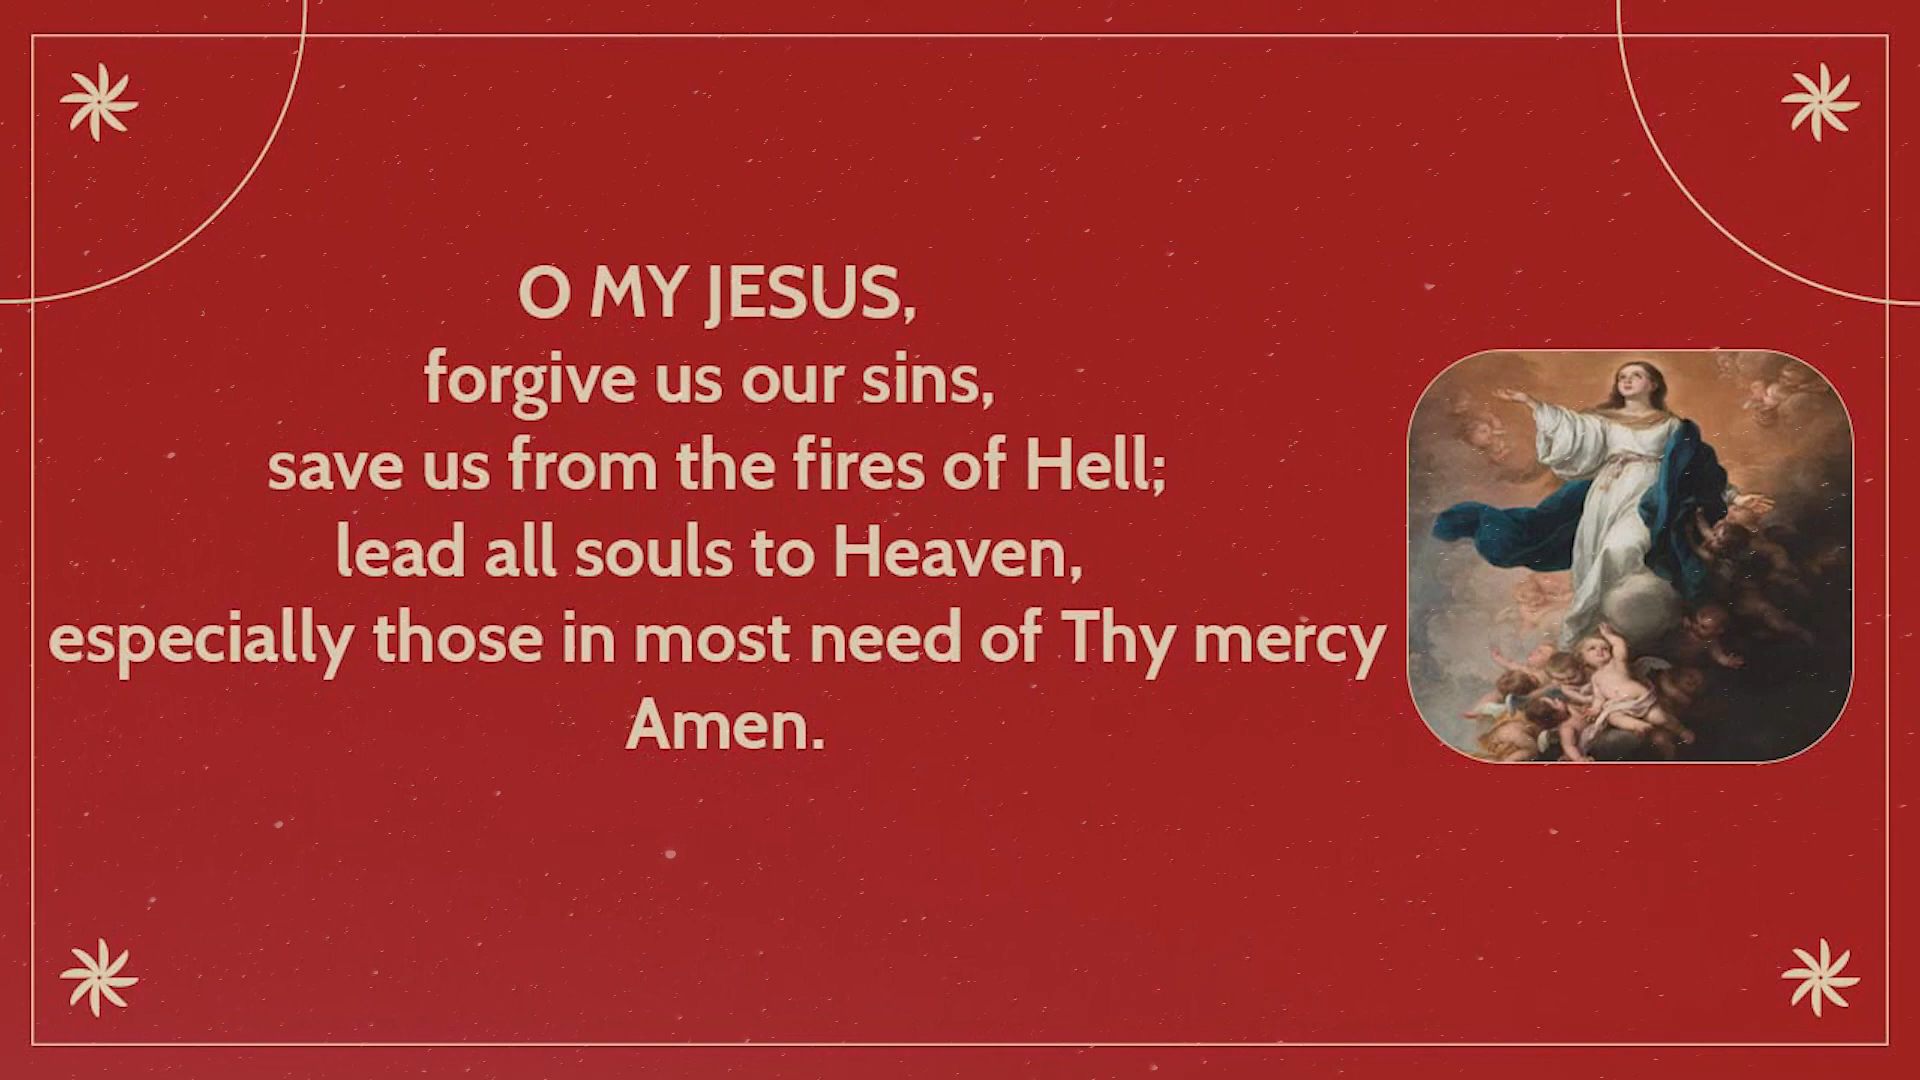 O MY JESUS,
forgive us our sins,
save us from the fires of Hell;
lead all souls to Heaven,
especially those in most need of Thy mercy
Amen.